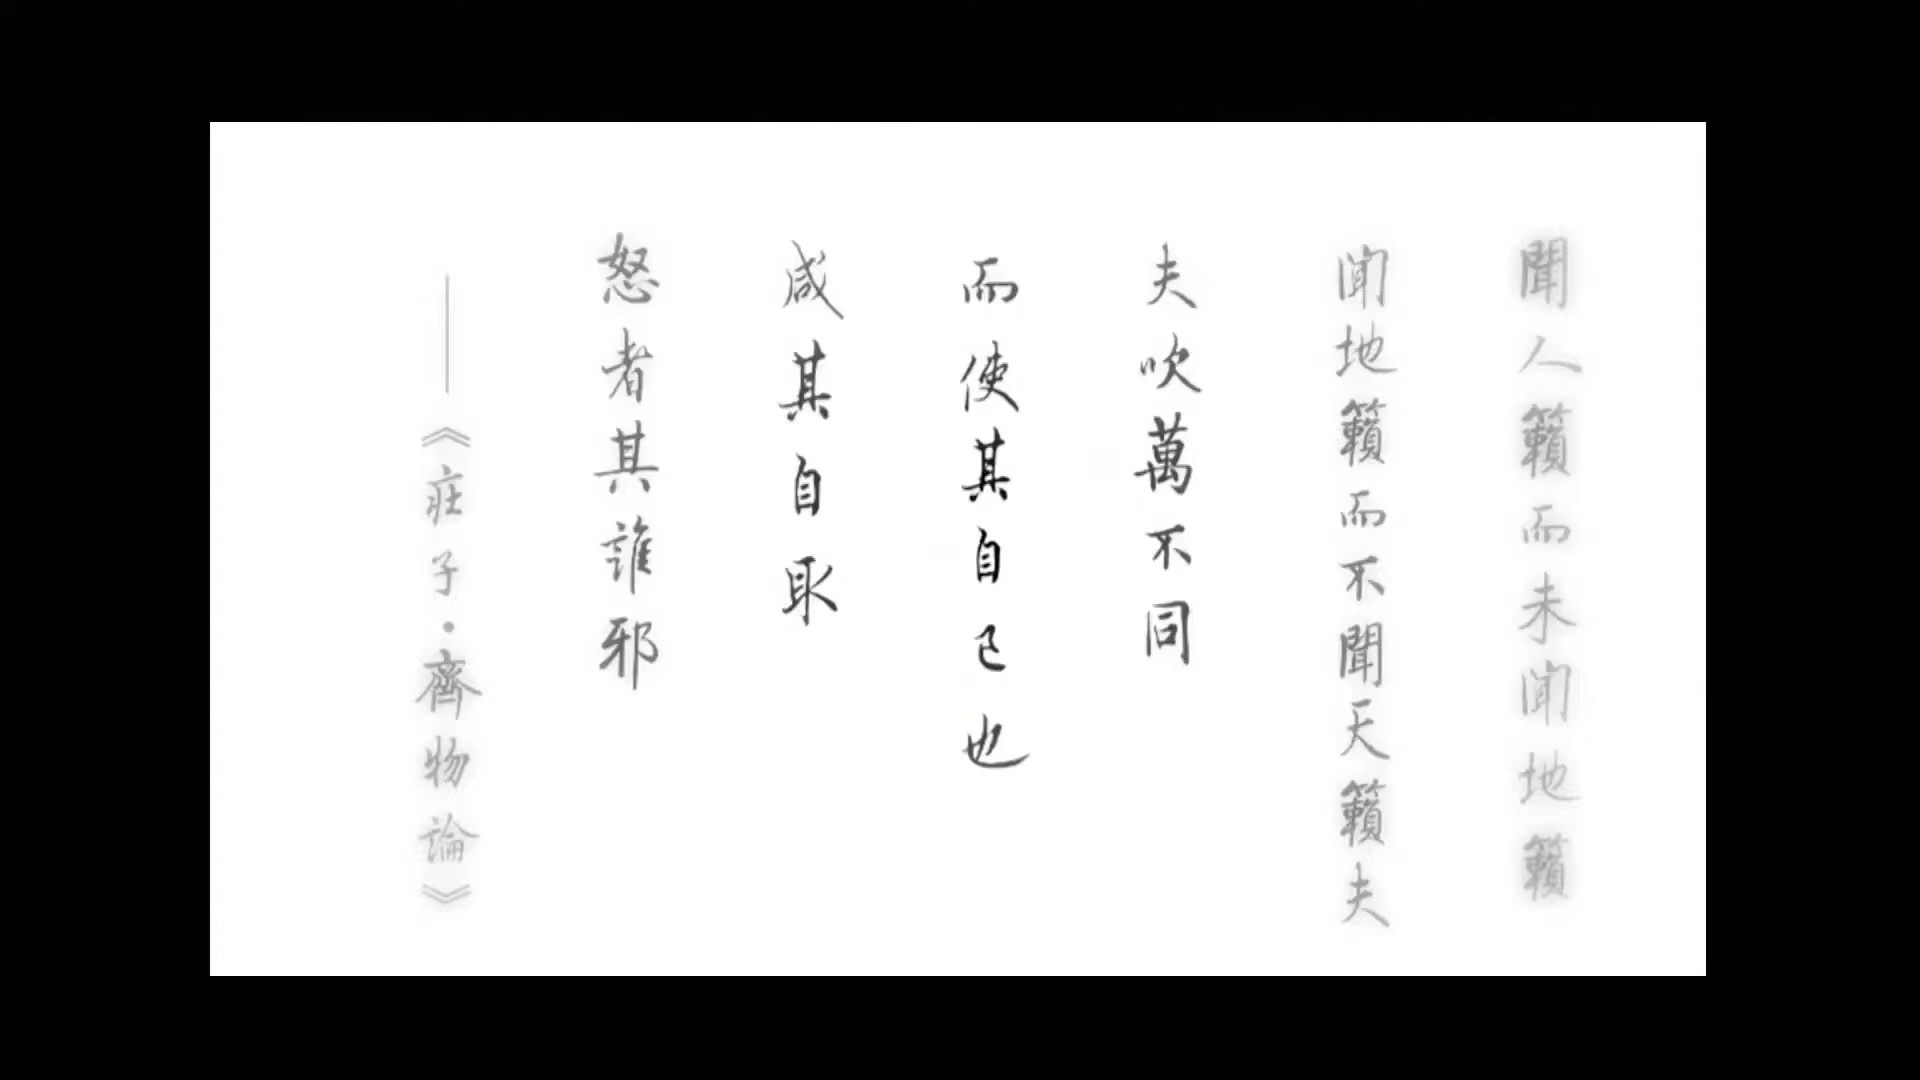 聞人籟而未聞地籟
聞地籟而不聞天籟夫
夫吹萬不同
而使其自己也
咸其自取
怒者其誰邪
——《莊子·齊物論》